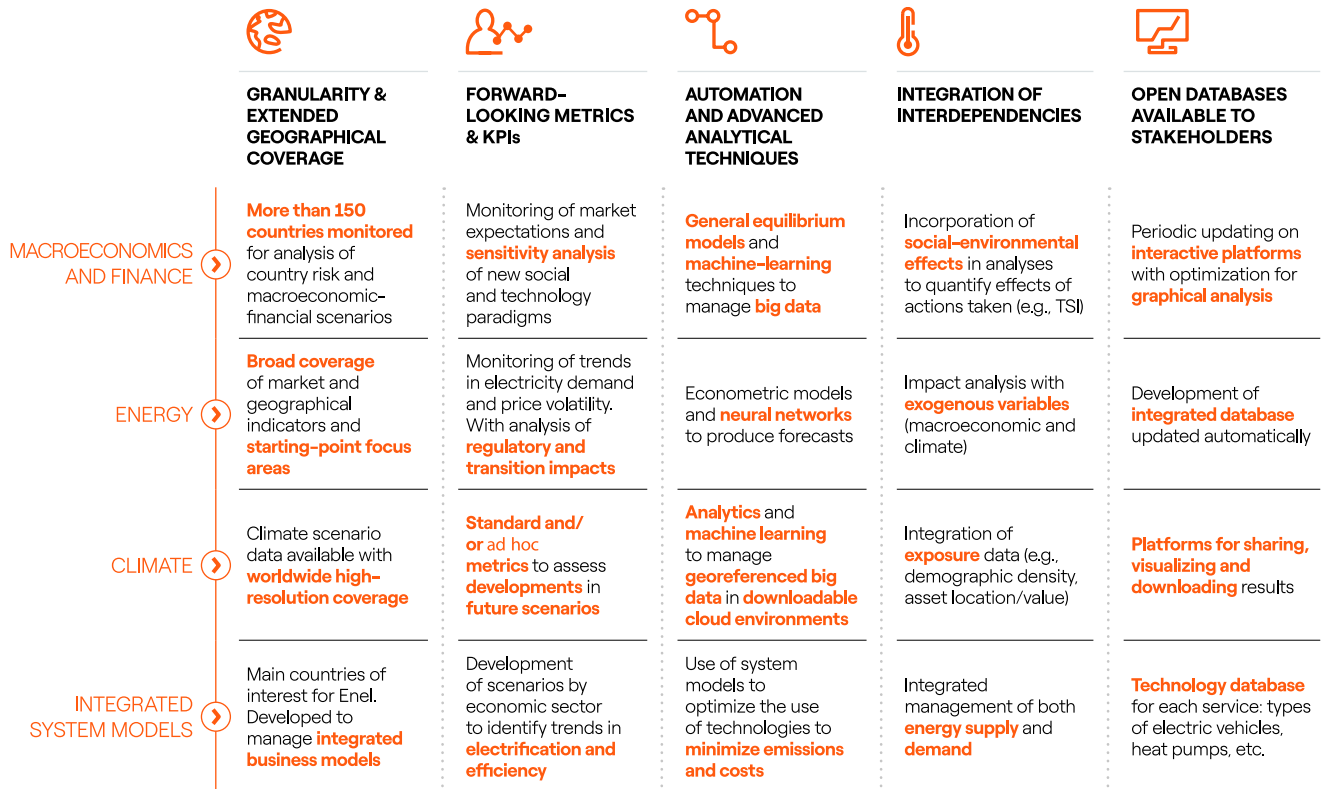 GRANULARITY &
EXTENDED
GEOGRAPHICAL
COVERAGE
FORWARD-
LOOKING METRICS
& KPIs
AUTOMATION
AND ADVANCED
ANALYTICAL
TECHNIQUES
INTEGRATION OF
INTERDEPENDENCIES
OPEN DATABASES
AVAILABLE TO
STAKEHOLDERS
MACROECONOMICS
AND FINANCE
More than 150
countries monitored
for analysis of
country risk and
macroeconomic-
financial scenarios
Monitoring of market
expectations and
sensitivity analysis
of new social
and technology
paradigms
General equilibrium
models and
machine-learning
techniques to
manage big data
Incorporation of
social-environmental
effects in analyses
to quantify effects of
actions taken (e.g., TSI)
Periodic updating on
interactive platforms
with optimization for
graphical analysis
ENERGY
Broad coverage
of market and
geographical
indicators and
starting-point focus
areas
Monitoring of trends
in electricity demand
and price volatility.
With analysis of
regulatory and
transition impacts
Econometric models
and neural networks
to produce forecasts
Impact analysis with
exogenous variables
(macroeconomic and
climate)
Development of
integrated database
updated automatically
CLIMATE
Climate scenario
data available with
worldwide high-
resolution coverage
Standard and/
or ad hoc
metrics to assess
developments in
future scenarios
Analytics and
machine learning
to manage
georeferenced big
data in downloadable
cloud environments
Integration of
exposure data (e.g.,
demographic density,
asset location/value)
Platforms for sharing,
visualizing and
downloading results
INTEGRATED
SYSTEM MODELS
Main countries of
interest for Enel.
Developed to
manage integrated
business models
Development
of scenarios by
economic sector
to identify trends in
electrification and
efficiency
Use of system
models to
optimize the use
of technologies to
minimize emissions
and costs
Integrated
management of both
energy supply and
demand
Technology database
for each service: types
of electric vehicles,
heat pumps, etc.